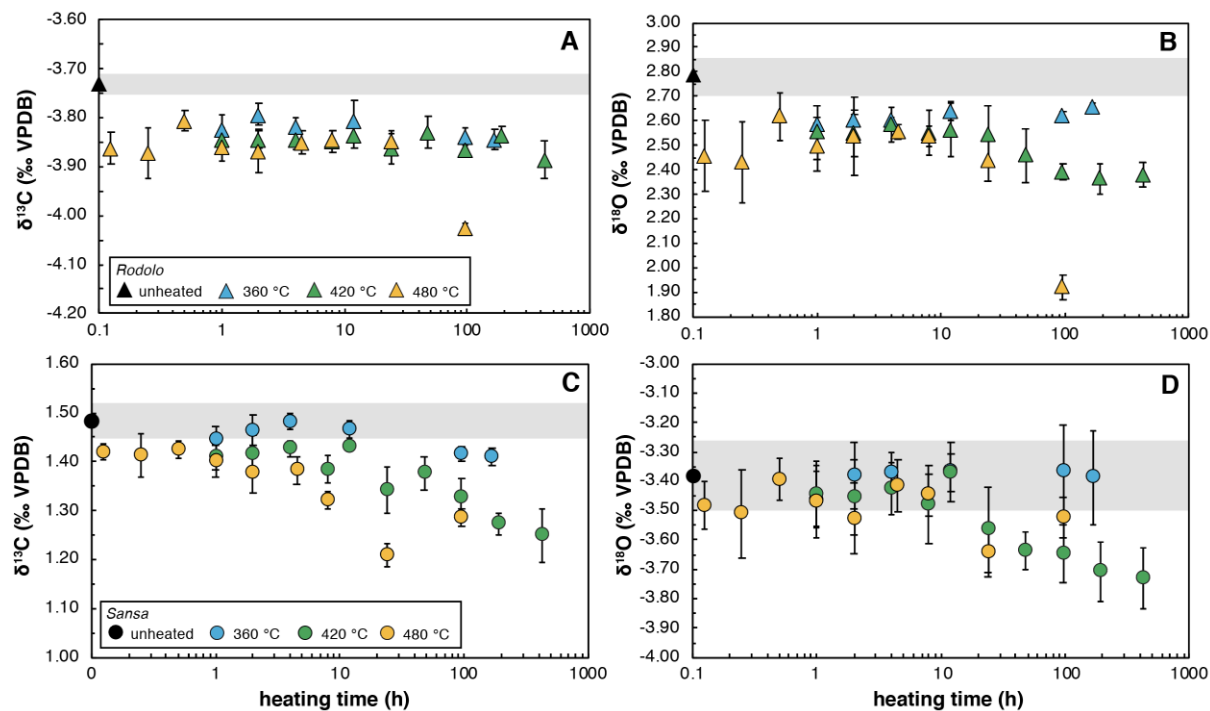 A
-3.60
-3.70
-3.80
-3.90
-4.00
-4.10
-4.20
δ¹³C (‰ VPDB)
Rodolo
unheated 360 °C 420 °C 480 °C
0.1 1 10 100 1000
B
3.00
2.90
2.80
2.70
2.60
2.50
2.40
2.30
2.20
2.10
2.00
1.90
1.80
δ¹⁸O (‰ VPDB)
0.1 1 10 100 1000
C
1.60
1.50
1.40
1.30
1.20
1.10
1.00
δ¹³C (‰ VPDB)
Sansa
unheated 360 °C 420 °C 480 °C
0 1 10 100 1000
heating time (h)
D
-3.00
-3.10
-3.20
-3.30
-3.40
-3.50
-3.60
-3.70
-3.80
-3.90
-4.00
δ¹⁸O (‰ VPDB)
0.1 1 10 100 1000
heating time (h)